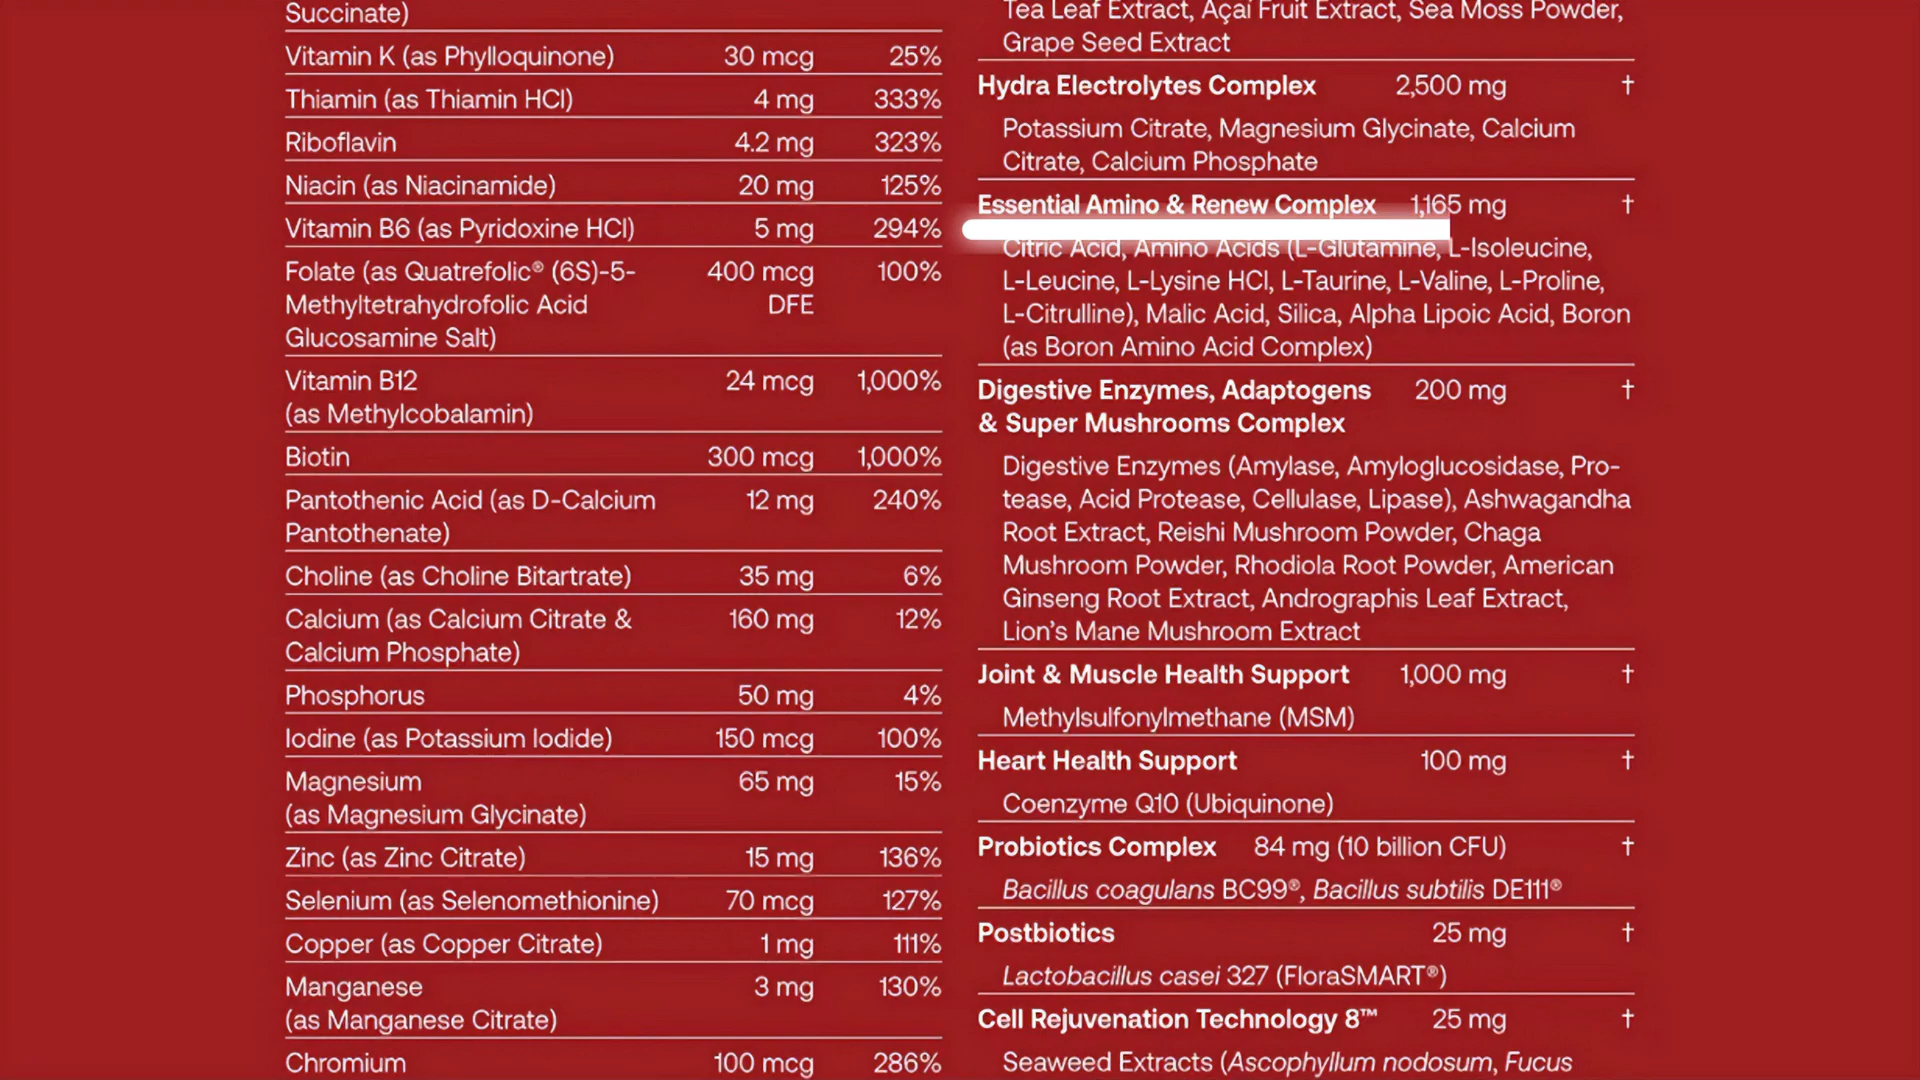 Succinate)
Vitamin K (as Phylloquinone) 30 mcg 25%
Thiamin (as Thiamin HCl) 4 mg 333%
Riboflavin 4.2 mg 323%
Niacin (as Niacinamide) 20 mg 125%
Vitamin B6 (as Pyridoxine HCl) 5 mg 294%
Folate (as Quatrefolic® (6S)-5- 400 mcg 100%
Methyltetrahydrofolic Acid DFE
Glucosamine Salt)
Vitamin B12 24 mcg 1,000%
(as Methylcobalamin)
Biotin 300 mcg 1,000%
Pantothenic Acid (as D-Calcium 12 mg 240%
Pantothenate)
Choline (as Choline Bitartrate) 35 mg 6%
Calcium (as Calcium Citrate & 160 mg 12%
Calcium Phosphate)
Phosphorus 50 mg 4%
Iodine (as Potassium Iodide) 150 mcg 100%
Magnesium 65 mg 15%
(as Magnesium Glycinate)
Zinc (as Zinc Citrate) 15 mg 136%
Selenium (as Selenomethionine) 70 mcg 127%
Copper (as Copper Citrate) 1 mg 111%
Manganese 3 mg 130%
(as Manganese Citrate)
Chromium 100 mcg 286%
Tea Leaf Extract, Açaí Fruit Extract, Sea Moss Powder,
Grape Seed Extract
Hydra Electrolytes Complex 2,500 mg †
Potassium Citrate, Magnesium Glycinate, Calcium
Citrate, Calcium Phosphate
Essential Amino & Renew Complex 1,165 mg †
Citric Acid, Amino Acids (L-Glutamine, L-Isoleucine,
L-Leucine, L-Lysine HCl, L-Taurine, L-Valine, L-Proline,
L-Citrulline), Malic Acid, Silica, Alpha Lipoic Acid, Boron
(as Boron Amino Acid Complex)
Digestive Enzymes, Adaptogens 200 mg †
& Super Mushrooms Complex
Digestive Enzymes (Amylase, Amyloglucosidase, Pro-
tease, Acid Protease, Cellulase, Lipase), Ashwagandha
Root Extract, Reishi Mushroom Powder, Chaga
Mushroom Powder, Rhodiola Root Powder, American
Ginseng Root Extract, Andrographis Leaf Extract,
Lion's Mane Mushroom Extract
Joint & Muscle Health Support 1,000 mg †
Methylsulfonylmethane (MSM)
Heart Health Support 100 mg †
Coenzyme Q10 (Ubiquinone)
Probiotics Complex 84 mg (10 billion CFU) †
Bacillus coagulans BC99®, Bacillus subtilis DE111®
Postbiotics 25 mg †
Lactobacillus casei 327 (FloraSMART®)
Cell Rejuvenation Technology 8™ 25 mg †
Seaweed Extracts (Ascophyllum nodosum, Fucus